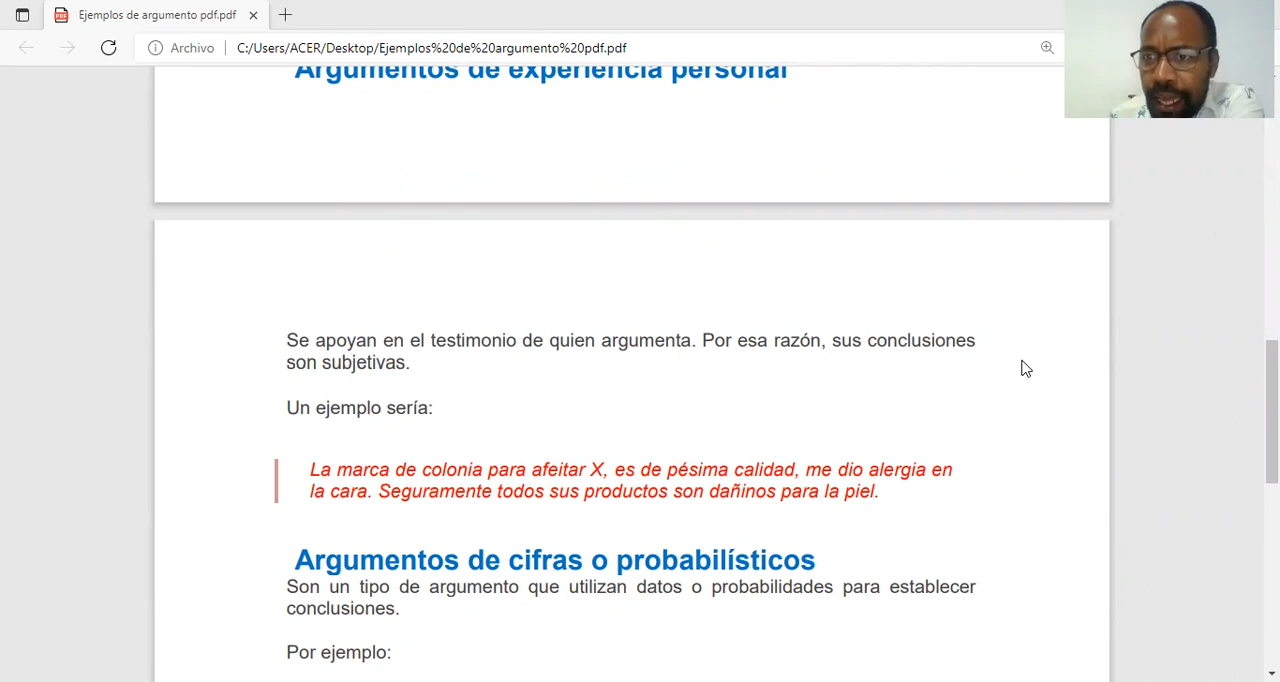 Ejemplos de argumento pdf.pdf
Archivo
C:/Users/ACER/Desktop/Ejemplos%20de%20argumento%20pdf.pdf
Argumentos de experiencia personal
Se apoyan en el testimonio de quien argumenta. Por esa razón, sus conclusiones
son subjetivas.
Un ejemplo sería:
La marca de colonia para afeitar X, es de pésima calidad, me dio alergia en
la cara. Seguramente todos sus productos son dañinos para la piel.
Argumentos de cifras o probabilísticos
Son un tipo de argumento que utilizan datos o probabilidades para establecer
conclusiones.
Por ejemplo: